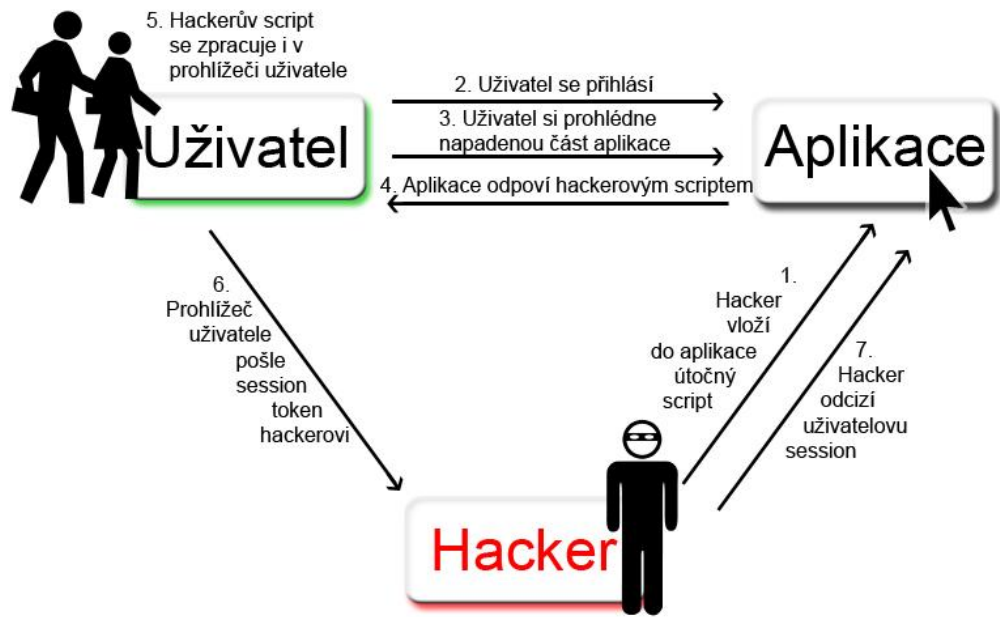 5. Hackerův script
se zpracuje i v
prohlížeči uživatele
2. Uživatel se přihlásí
3. Uživatel si prohlédne
napadenou část aplikace
Uživatel
Aplikace
4. Aplikace odpoví hackerovým scriptem
6.
Prohlížeč
uživatele
pošle
session
token
hackerovi
1.
Hacker
vloží
do aplikace
útočný
script
7.
Hacker
odcizí
uživatelovu
session
Hacker